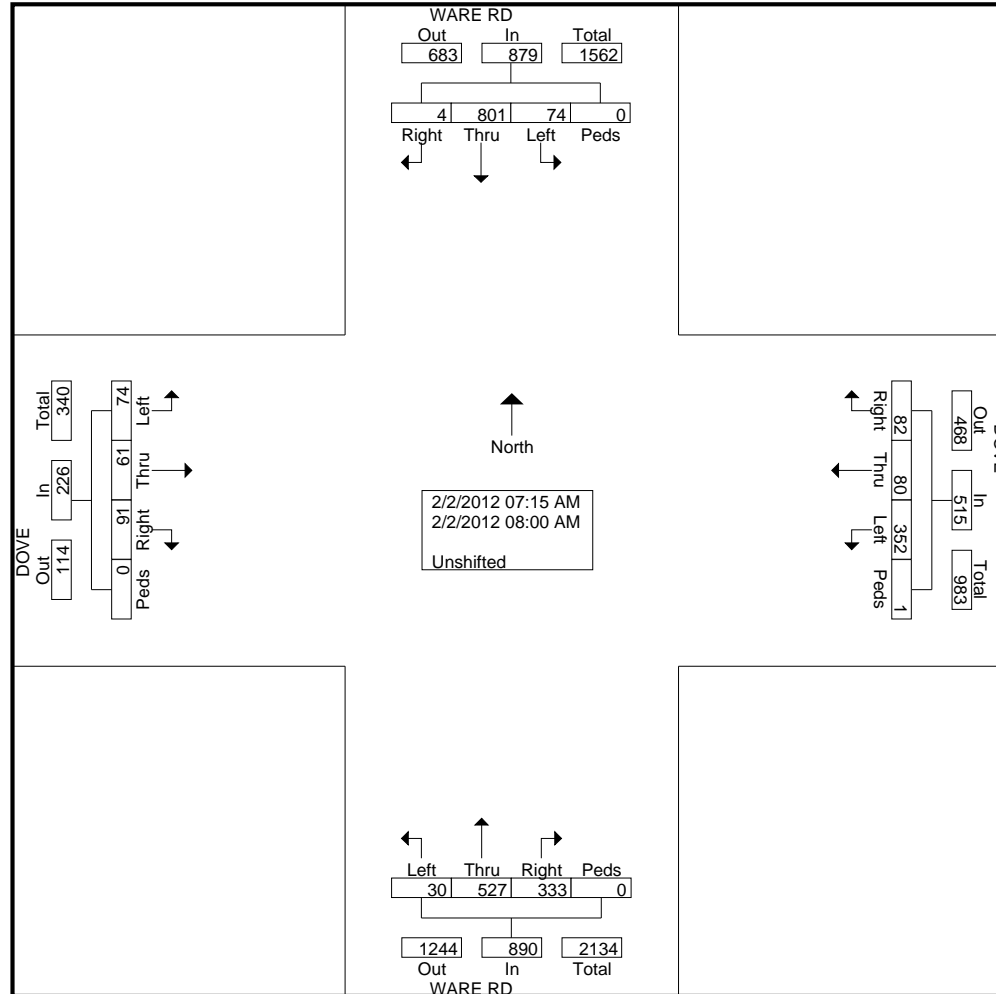 WARE RD
Out In Total
683 879 1562
4 801 74 0
Right Thru Left Peds
Total 340
In 226
Out 114
DOVE
74 61 91 0
Left Thru Right Peds
North
2/2/2012 07:15 AM
2/2/2012 08:00 AM
Unshifted
Right Thru Left Peds
82 80 352 1
Out 468
In 515
Total 983
Left Thru Right Peds
30 527 333 0
1244 890 2134
Out In Total
WARE RD